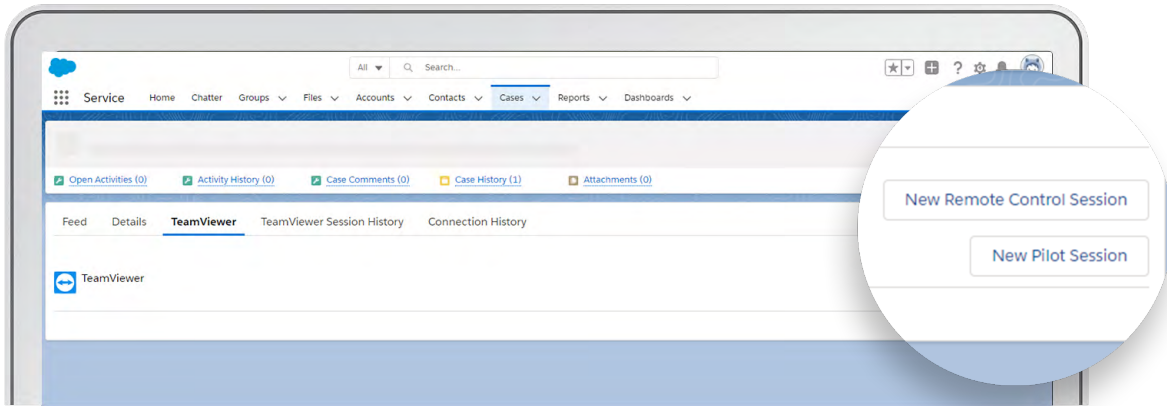 All Search...
Service Home Chatter Groups Files Accounts Contacts Cases Reports Dashboards
Open Activities (0) Activity History (0) Case Comments (0) Case History (1) Attachments (0)
Feed Details TeamViewer TeamViewer Session History Connection History
TeamViewer
New Remote Control Session
New Pilot Session